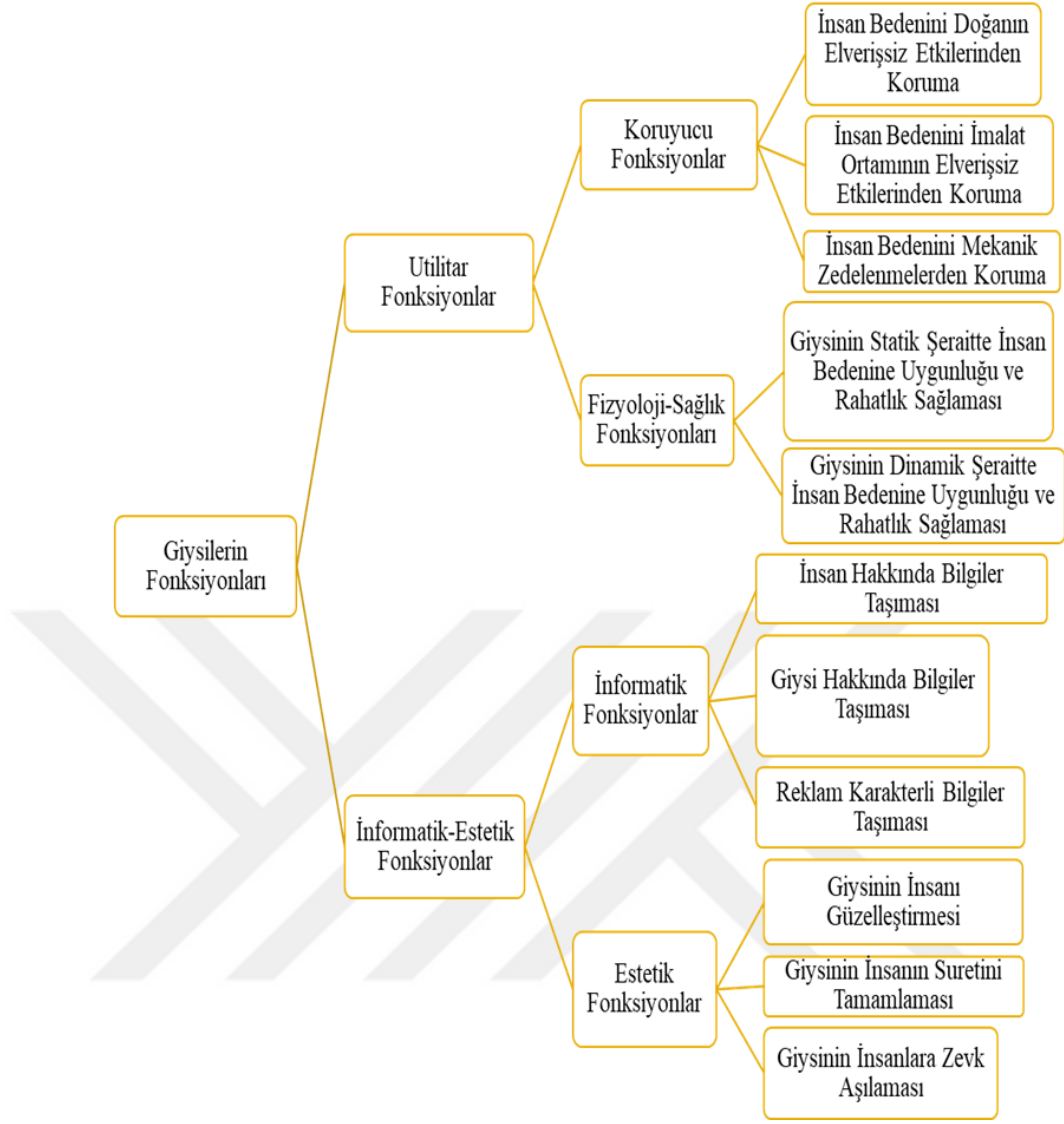 Giysilerin
Fonksiyonları
Utilitar
Fonksiyonlar
Koruyucu
Fonksiyonlar
İnsan Bedenini Doğanın
Elverişsiz Etkilerinden
Koruma
İnsan Bedenini İmalat
Ortamının Elverişsiz
Etkilerinden Koruma
İnsan Bedenini Mekanik
Zedelenmelerden Koruma
Fizyoloji-Sağlık
Fonksiyonları
Giysinin Statik Şeraitte İnsan
Bedenine Uygunluğu ve
Rahatlık Sağlaması
Giysinin Dinamik Şeraitte
İnsan Bedenine Uygunluğu ve
Rahatlık Sağlaması
İnformatik-Estetik
Fonksiyonlar
İnformatik
Fonksiyonlar
İnsan Hakkında Bilgiler
Taşıması
Giysi Hakkında Bilgiler
Taşıması
Reklam Karakterli Bilgiler
Taşıması
Estetik
Fonksiyonlar
Giysinin İnsanı
Güzelleştirmesi
Giysinin İnsanın Suretini
Tamamlaması
Giysinin İnsanlara Zevk
Aşılaması